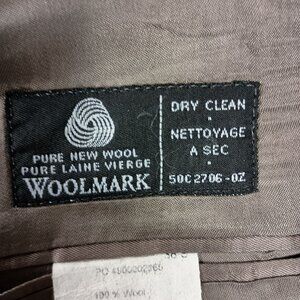 PURE NEW WOOL
PURE LAINE VIERGE
WOOLMARK
DRY CLEAN
NETTOYAGE
A SEC
50C2706-0Z
100 % Wool